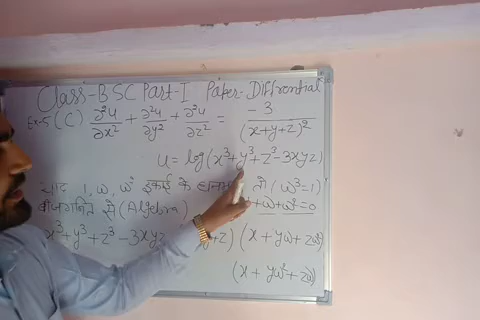 Class-BSC Part-I Paper-Differential
Ex-5 (C) ∂²u/∂x² + ∂²u/∂y² + ∂²u/∂z² = -3/(x+y+z)²
u = log(x³+y³+z³-3xyz)
1, ω, ω² इकाई के घनमूल (ω³=1)
बीजगणित से (Algebra) + ω+ω²=0
x³+y³+z³-3xyz +z) (x+yω+zω²)
(x+yω²+zω)